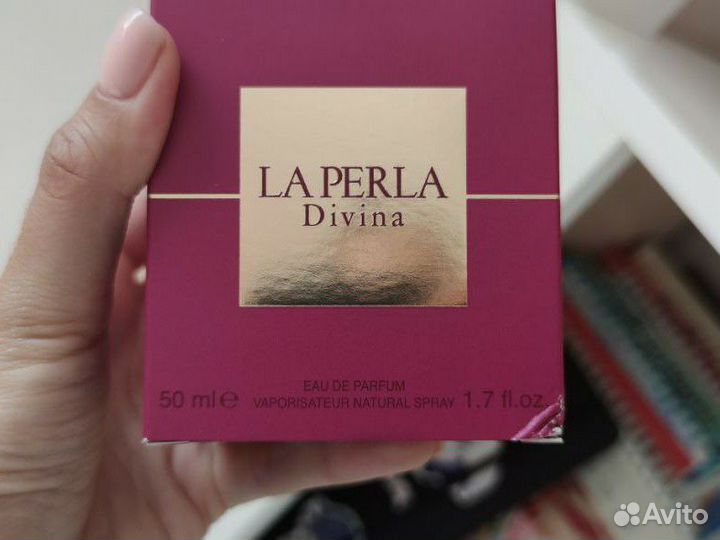 LA PERLA
Divina
EAU DE PARFUM
50 ml e VAPORISATEUR NATURAL SPRAY 1.7 fl.oz.
Avito